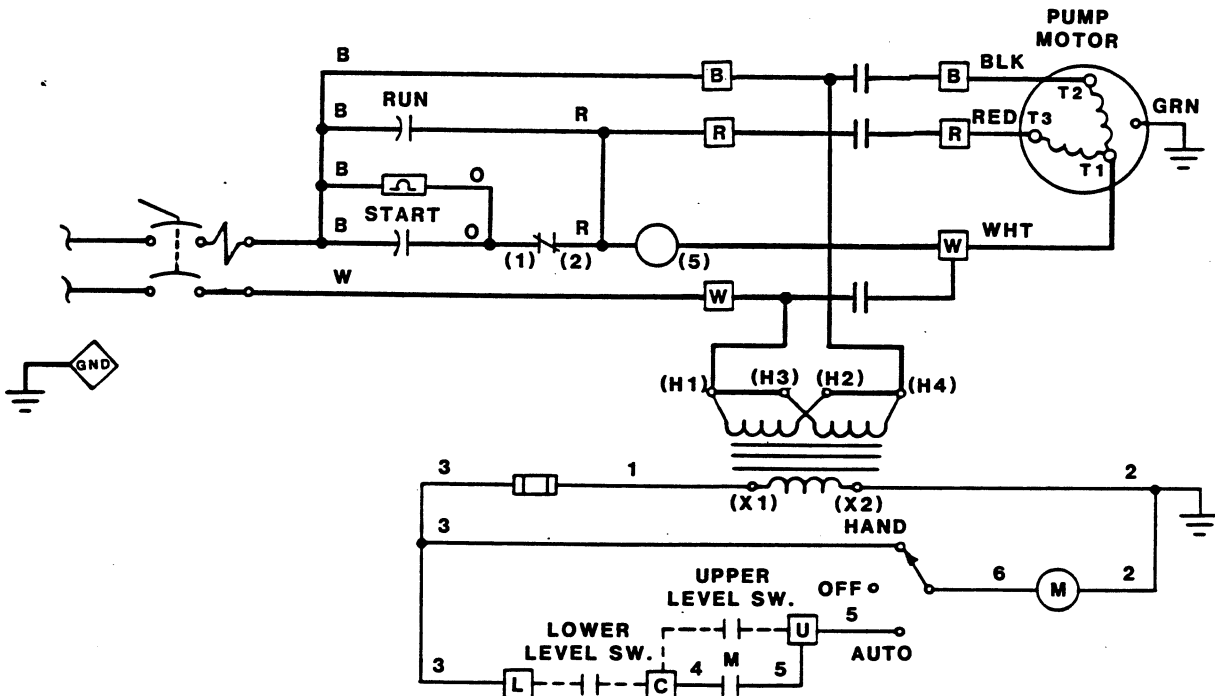 PUMP
MOTOR
B
B
BLK
B
RUN
R
R
RED
R
T2
T3
T1
GRN
B
O
START
B
O
R
(1)
(2)
(5)
W
WHT
W
W
GND
(H1)
(H3)
(H2)
(H4)
3
1
(X1)
(X2)
2
3
HAND
UPPER
LEVEL SW.
OFF
6
M
2
LOWER
LEVEL SW.
U
5
AUTO
3
L
C
4
M
5
B